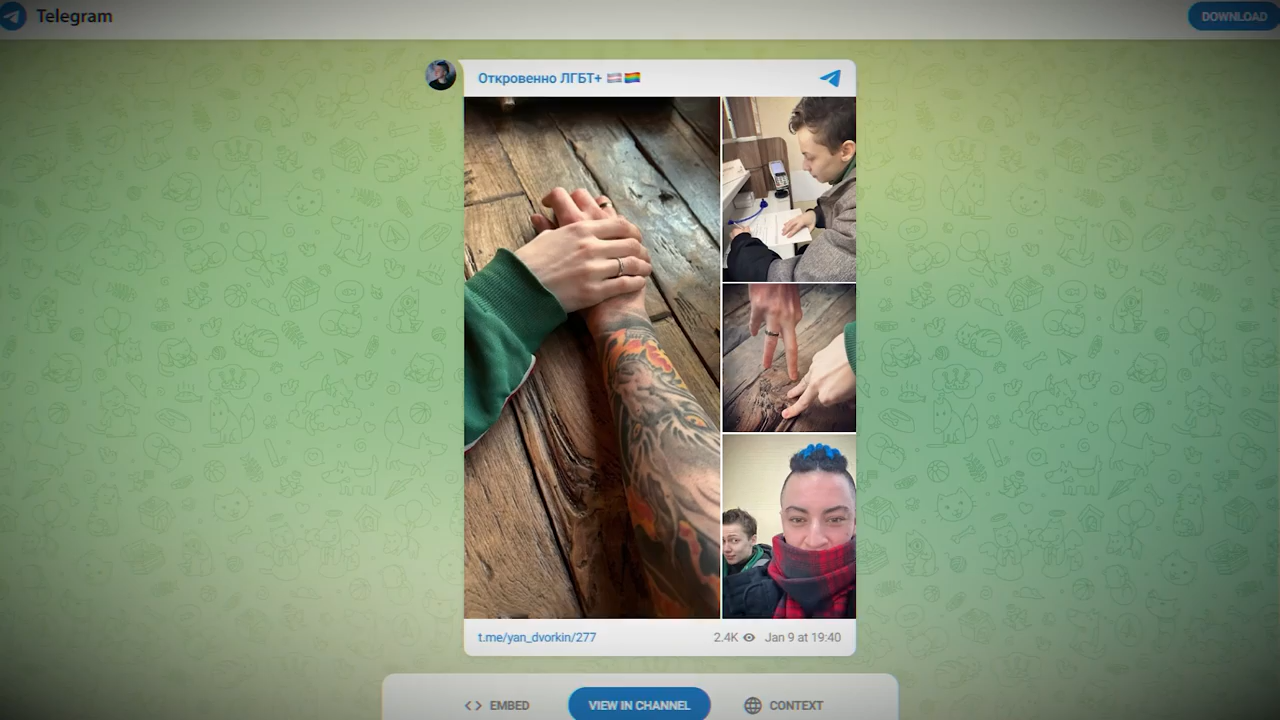 Telegram
DOWNLOAD
Откровенно ЛГБТ+
t.me/yan_dvorkin/277
2.4K
Jan 9 at 19:40
EMBED
VIEW IN CHANNEL
CONTEXT